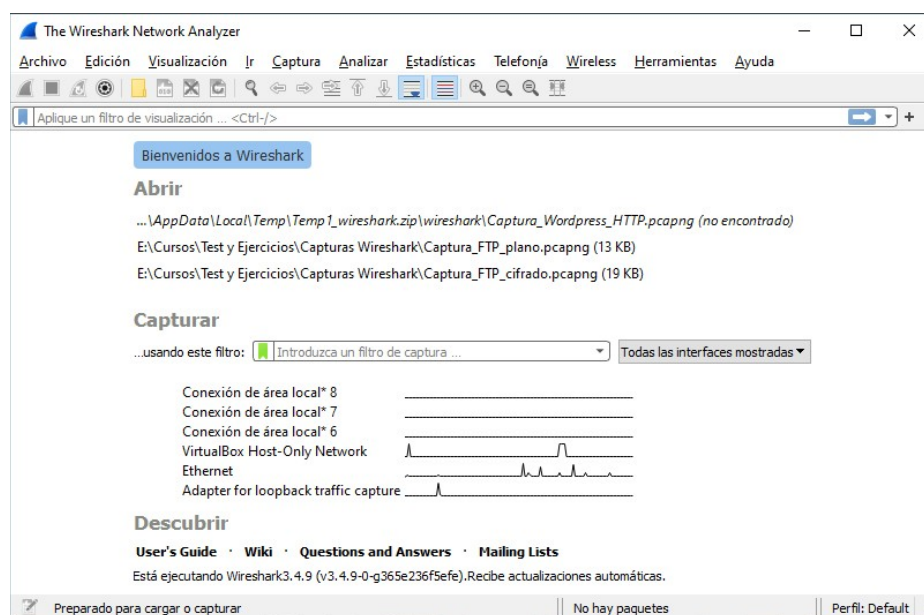 The Wireshark Network Analyzer
Archivo Edición Visualización Ir Captura Analizar Estadísticas Telefonía Wireless Herramientas Ayuda
Aplique un filtro de visualización ... <Ctrl-/>
Bienvenidos a Wireshark
Abrir
...\AppData\Local\Temp\Temp1_wireshark.zip\wireshark\Captura_Wordpress_HTTP.pcapng (no encontrado)
E:\Cursos\Test y Ejercicios\Capturas Wireshark\Captura_FTP_plano.pcapng (13 KB)
E:\Cursos\Test y Ejercicios\Capturas Wireshark\Captura_FTP_cifrado.pcapng (19 KB)
Capturar
...usando este filtro: Introduzca un filtro de captura ... Todas las interfaces mostradas
Conexión de área local* 8
Conexión de área local* 7
Conexión de área local* 6
VirtualBox Host-Only Network
Ethernet
Adapter for loopback traffic capture
Descubrir
User's Guide · Wiki · Questions and Answers · Mailing Lists
Está ejecutando Wireshark3.4.9 (v3.4.9-0-g365e236f5efe).Recibe actualizaciones automáticas.
Preparado para cargar o capturar No hay paquetes Perfil: Default